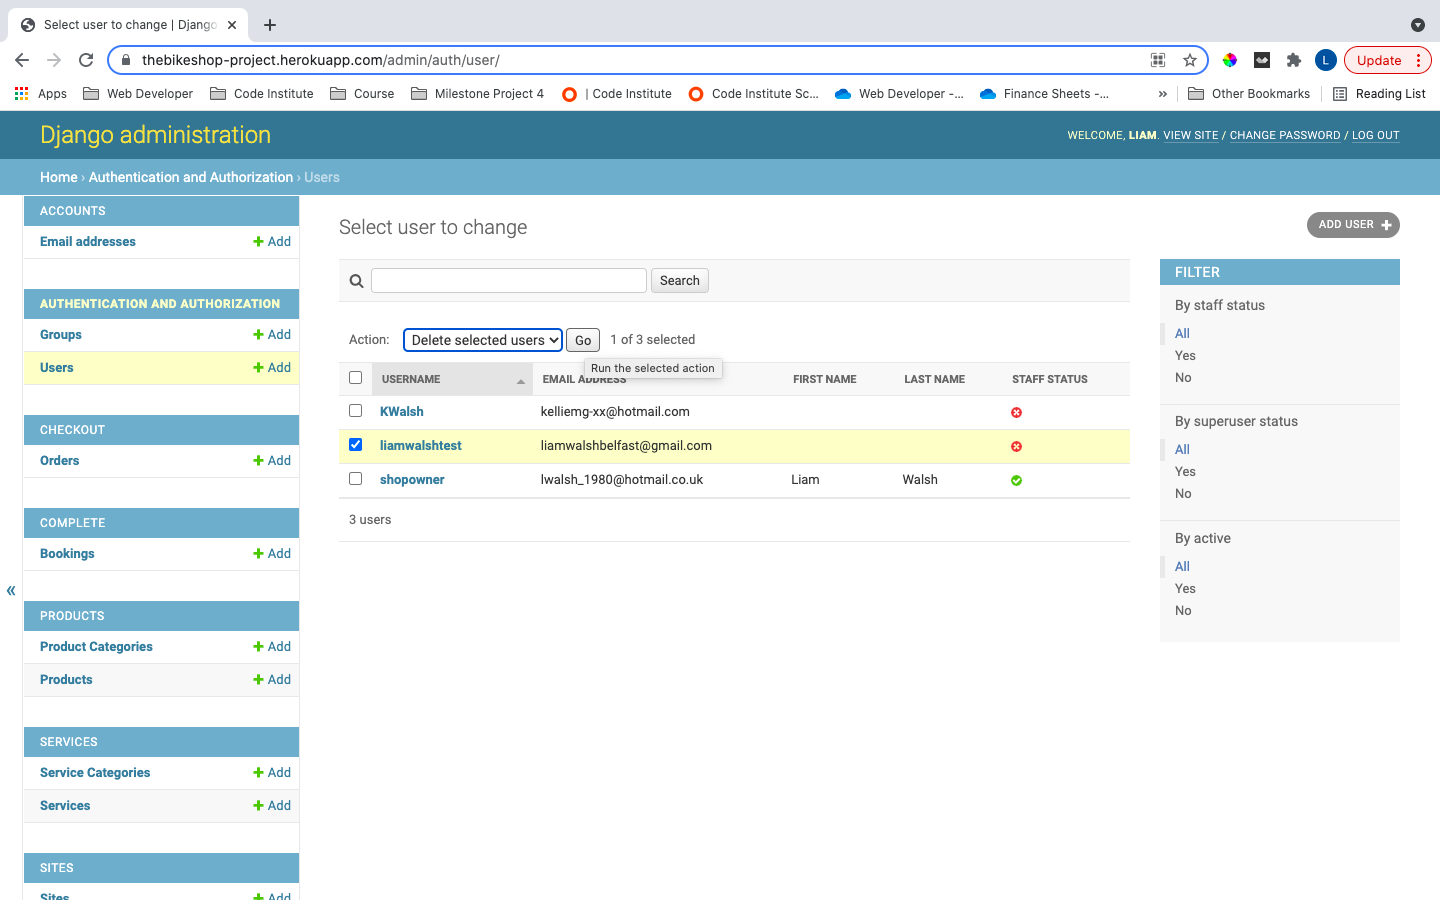 Select user to change | Django
thebikeshop-project.herokuapp.com/admin/auth/user/
L
Update
Apps
Web Developer
Code Institute
Course
Milestone Project 4
| Code Institute
Code Institute Sc...
Web Developer -...
Finance Sheets -...
»
Other Bookmarks
Reading List
Django administration
WELCOME, LIAM. VIEW SITE / CHANGE PASSWORD / LOG OUT
Home › Authentication and Authorization › Users
«
ACCOUNTS
Email addresses
Add
AUTHENTICATION AND AUTHORIZATION
Groups
Add
Users
Add
CHECKOUT
Orders
Add
COMPLETE
Bookings
Add
PRODUCTS
Product Categories
Add
Products
Add
SERVICES
Service Categories
Add
Services
Add
SITES
Sites
Add
Select user to change
ADD USER
Search
Action:
Delete selected users
Go
1 of 3 selected
Run the selected action
USERNAME
EMAIL ADDRESS
FIRST NAME
LAST NAME
STAFF STATUS
KWalsh
kelliemg-xx@hotmail.com
liamwalshtest
liamwalshbelfast@gmail.com
shopowner
lwalsh_1980@hotmail.co.uk
Liam
Walsh
3 users
FILTER
By staff status
All
Yes
No
By superuser status
All
Yes
No
By active
All
Yes
No